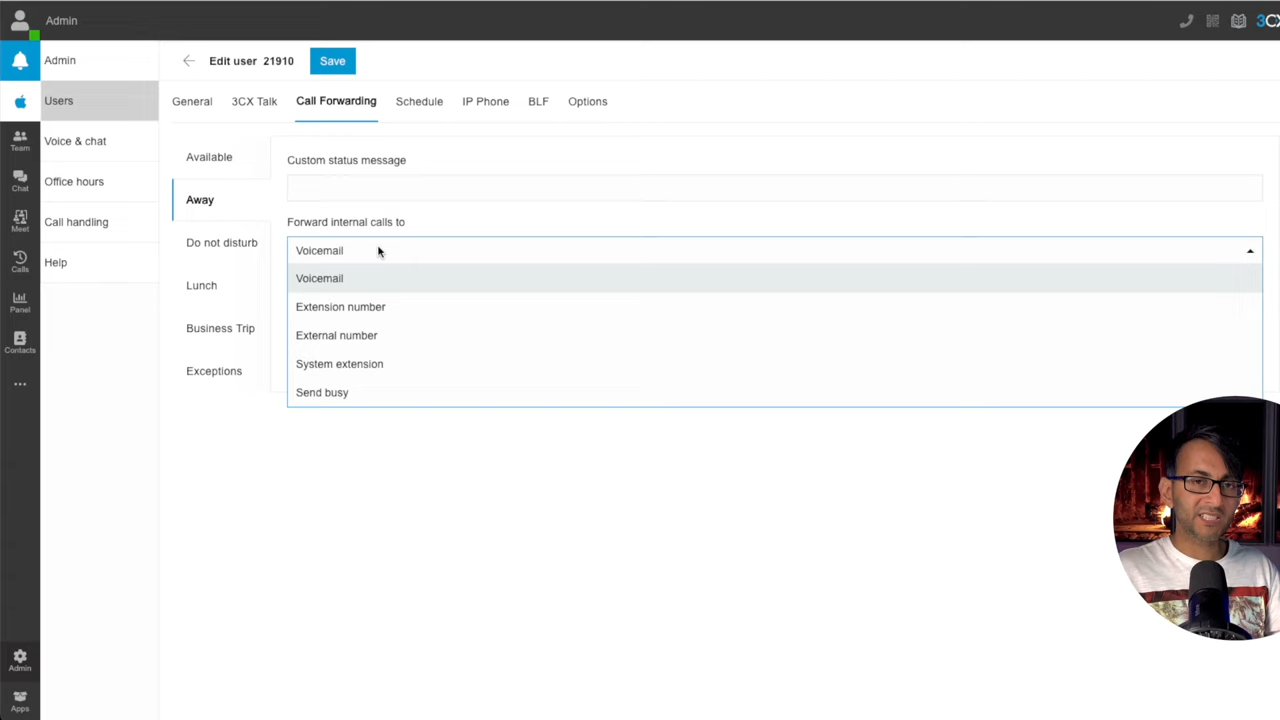 Admin
3CX
Admin
Edit user 21910
Save
Users
General
3CX Talk
Call Forwarding
Schedule
IP Phone
BLF
Options
Team
Voice & chat
Chat
Office hours
Meet
Call handling
Calls
Help
Panel
Contacts
Admin
Apps
Available
Away
Do not disturb
Lunch
Business Trip
Exceptions
Custom status message
Forward internal calls to
Voicemail
Voicemail
Extension number
External number
System extension
Send busy